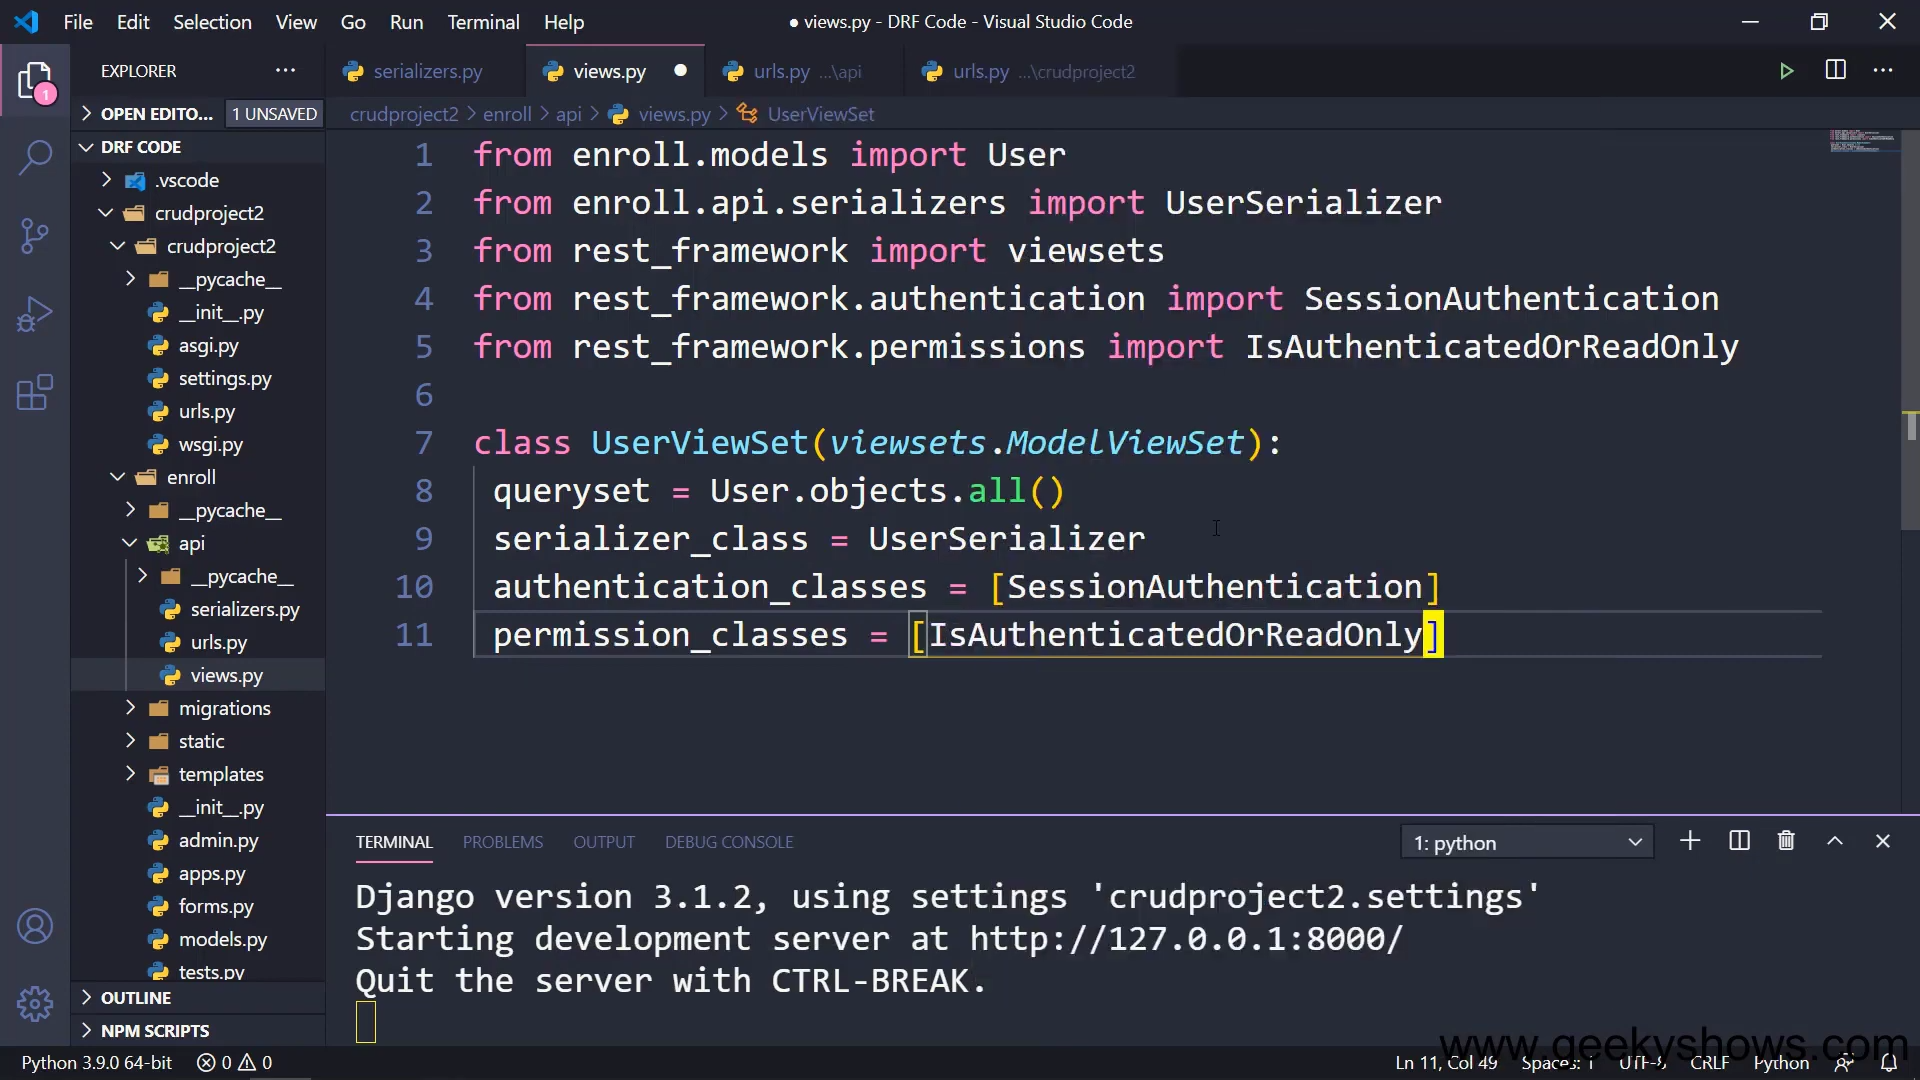 File Edit Selection View Go Run Terminal Help
● views.py - DRF Code - Visual Studio Code
EXPLORER
1
serializers.py
views.py
urls.py ...\api
urls.py ...\crudproject2
OPEN EDITO... 1 UNSAVED
crudproject2 > enroll > api > views.py > UserViewSet
DRF CODE
.vscode
crudproject2
crudproject2
__pycache__
__init__.py
asgi.py
settings.py
urls.py
wsgi.py
enroll
__pycache__
api
__pycache__
serializers.py
urls.py
views.py
migrations
static
templates
__init__.py
admin.py
apps.py
forms.py
models.py
tests.py
OUTLINE
NPM SCRIPTS
1 from enroll.models import User
2 from enroll.api.serializers import UserSerializer
3 from rest_framework import viewsets
4 from rest_framework.authentication import SessionAuthentication
5 from rest_framework.permissions import IsAuthenticatedOrReadOnly
6
7 class UserViewSet(viewsets.ModelViewSet):
8 queryset = User.objects.all()
9 serializer_class = UserSerializer
10 authentication_classes = [SessionAuthentication]
11 permission_classes = [IsAuthenticatedOrReadOnly]
TERMINAL PROBLEMS OUTPUT DEBUG CONSOLE
1: python
Django version 3.1.2, using settings 'crudproject2.settings'
Starting development server at http://127.0.0.1:8000/
Quit the server with CTRL-BREAK.
www.geekyshows.com
Python 3.9.0 64-bit 0 0
Ln 11, Col 49 Spaces: 1 UTF-8 CRLF Python